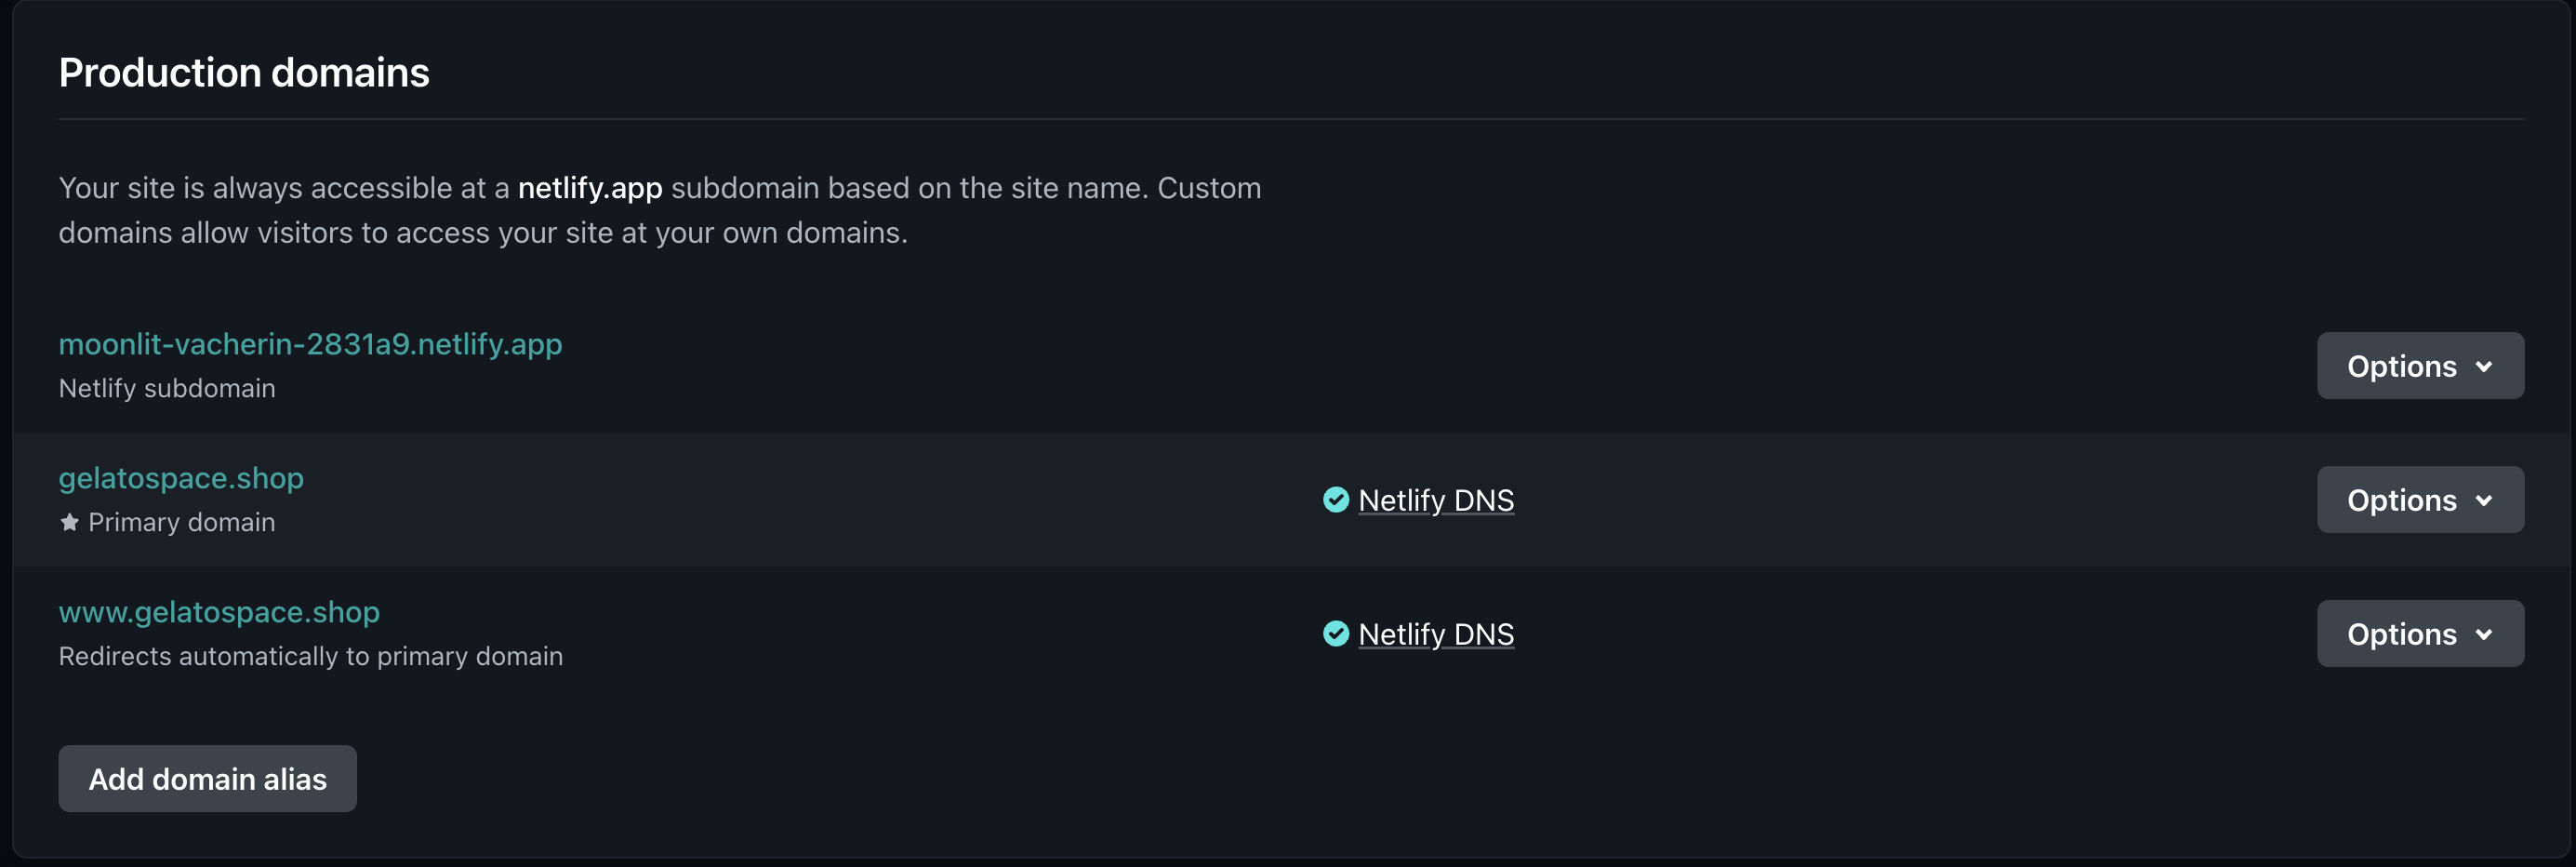 Production domains
Your site is always accessible at a netlify.app subdomain based on the site name. Custom
domains allow visitors to access your site at your own domains.
moonlit-vacherin-2831a9.netlify.app
Netlify subdomain
Options
gelatospace.shop
Primary domain
Netlify DNS
Options
www.gelatospace.shop
Redirects automatically to primary domain
Netlify DNS
Options
Add domain alias